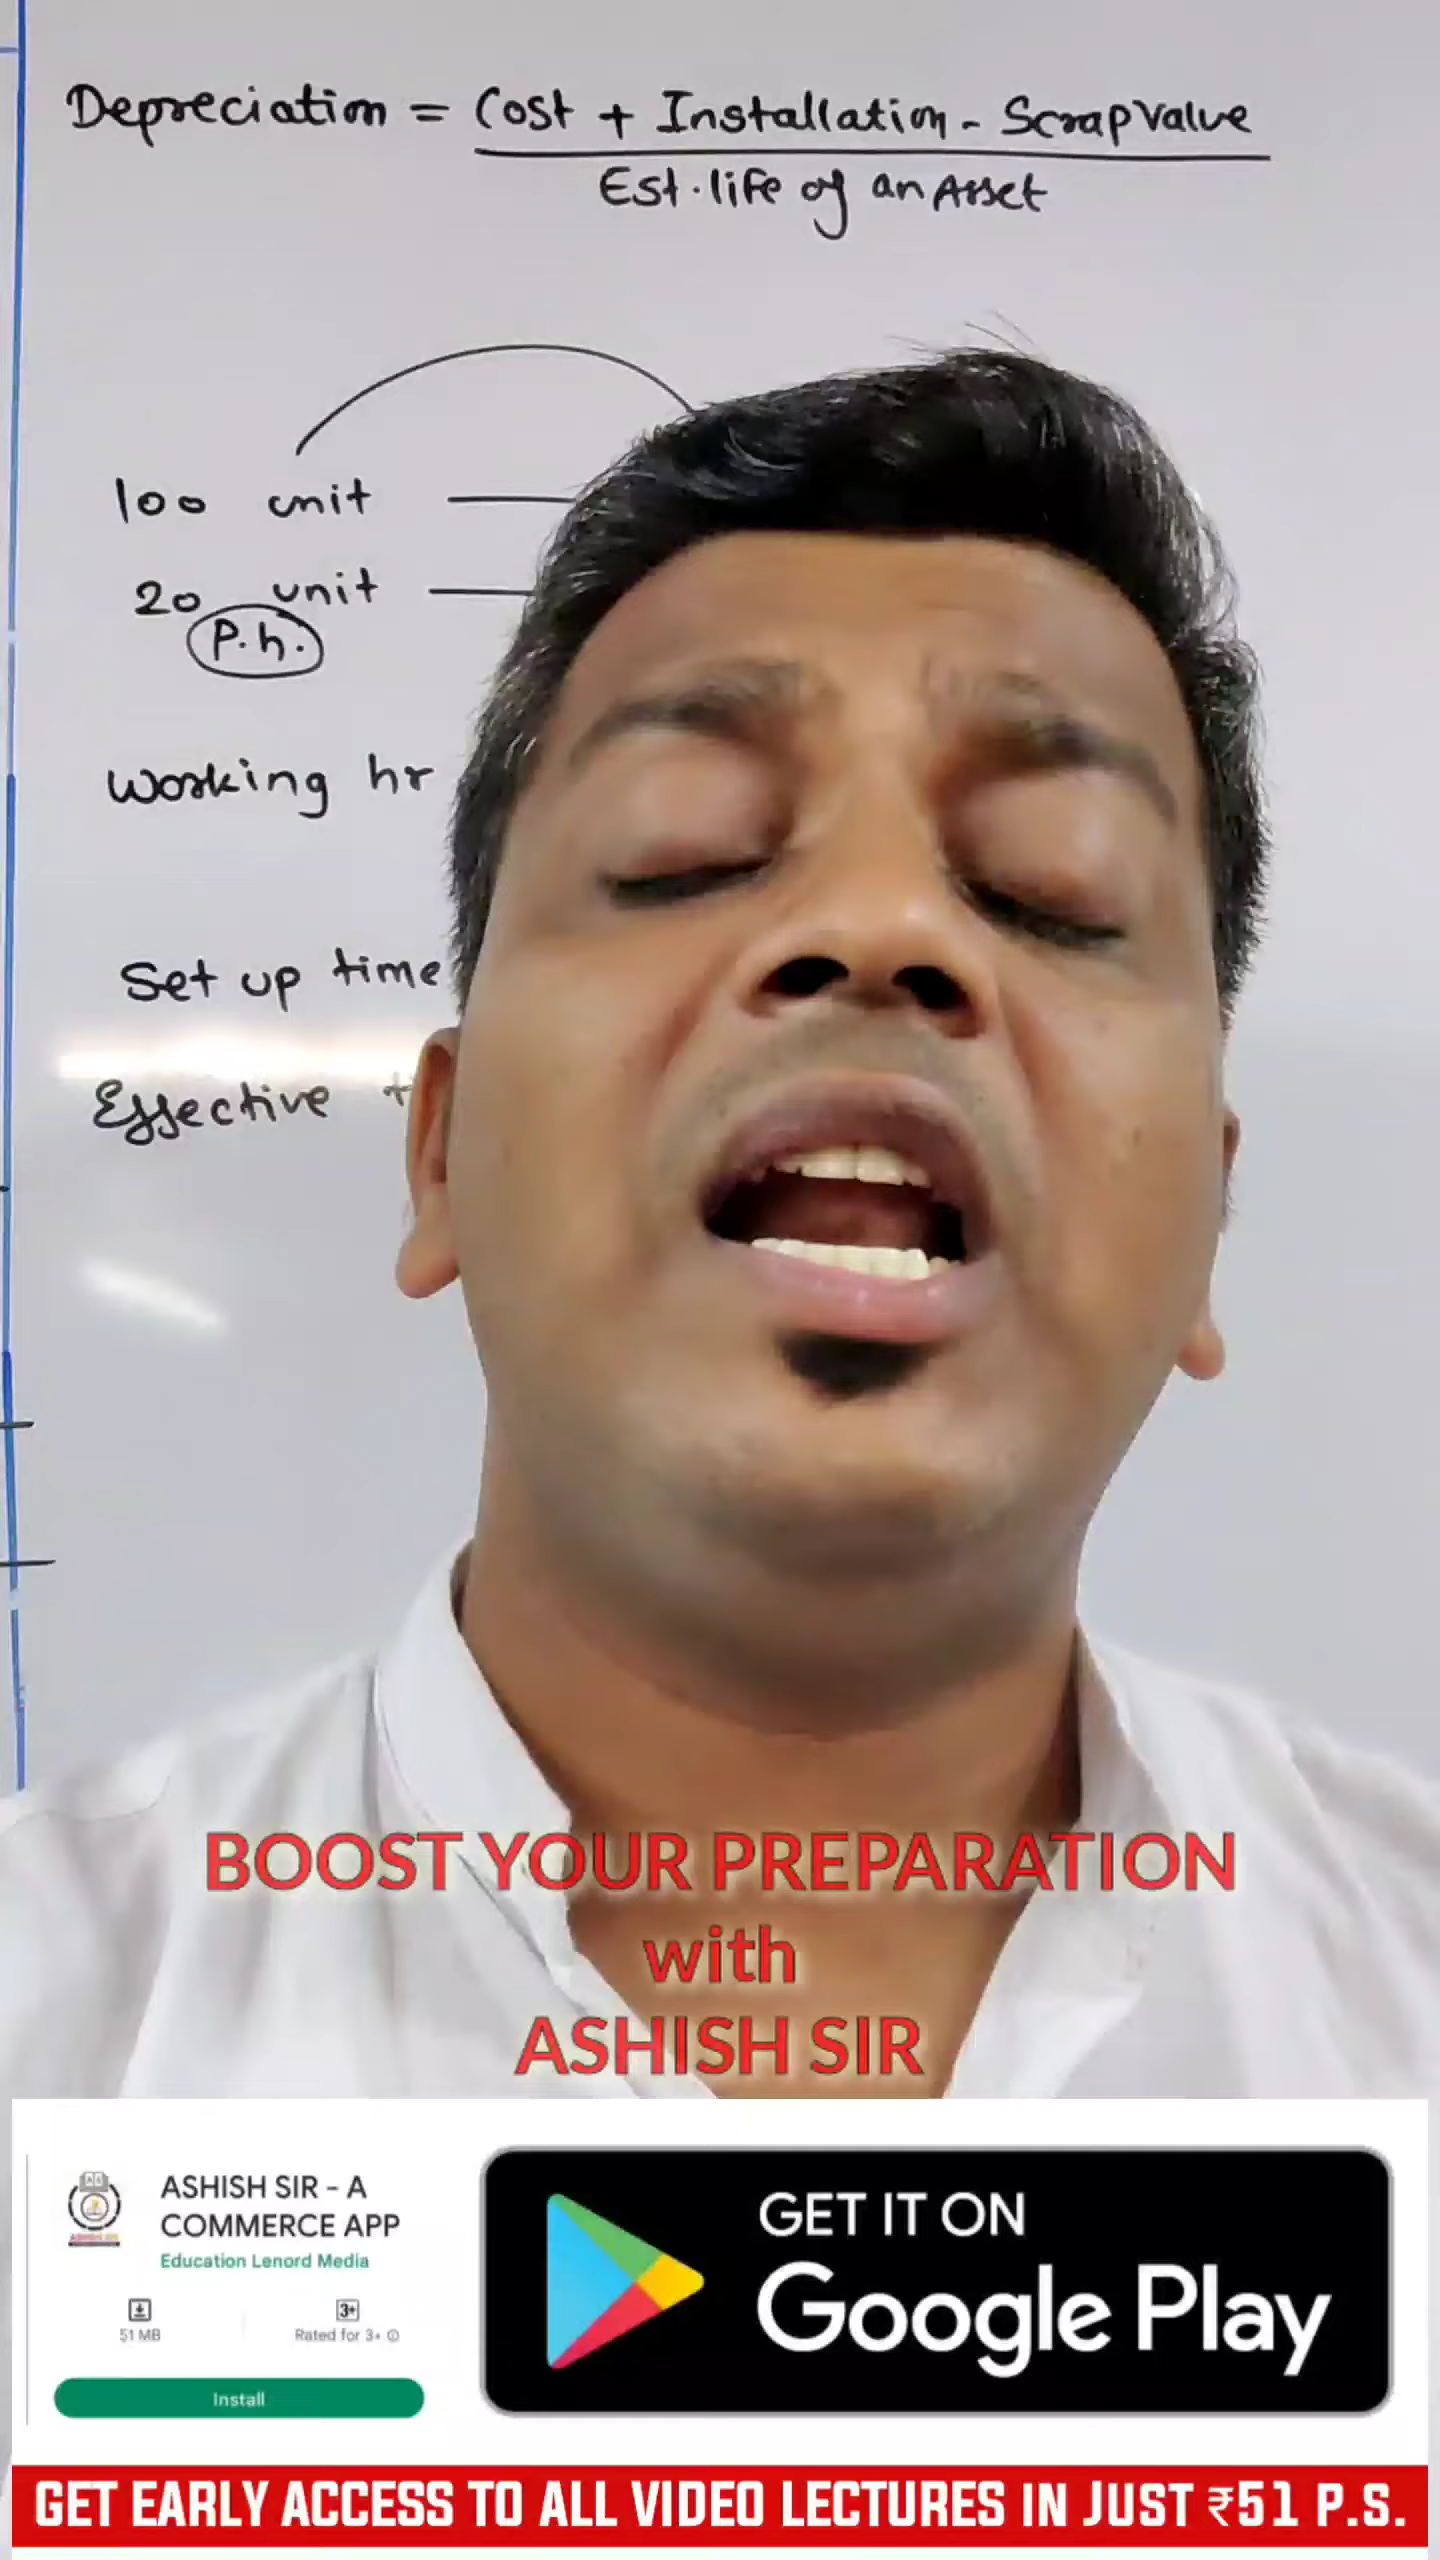 Depreciation = Cost + Installation - Scrap Value
Est. life of an Asset
100 unit
20 unit
P.h.
Working hr
Set up time
Effective
BOOST YOUR PREPARATION
with
ASHISH SIR
ASHISH SIR - A
COMMERCE APP
Education Lenord Media
51 MB
3+
Rated for 3+
Install
GET IT ON
Google Play
GET EARLY ACCESS TO ALL VIDEO LECTURES IN JUST ₹51 P.S.